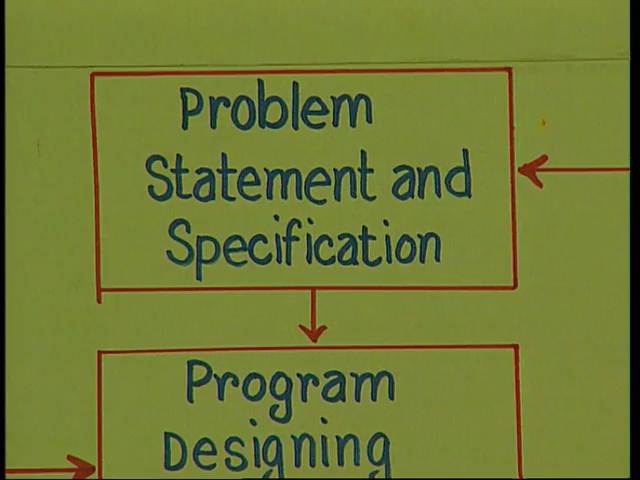 Problem
Statement and
Specification
Program
Designing